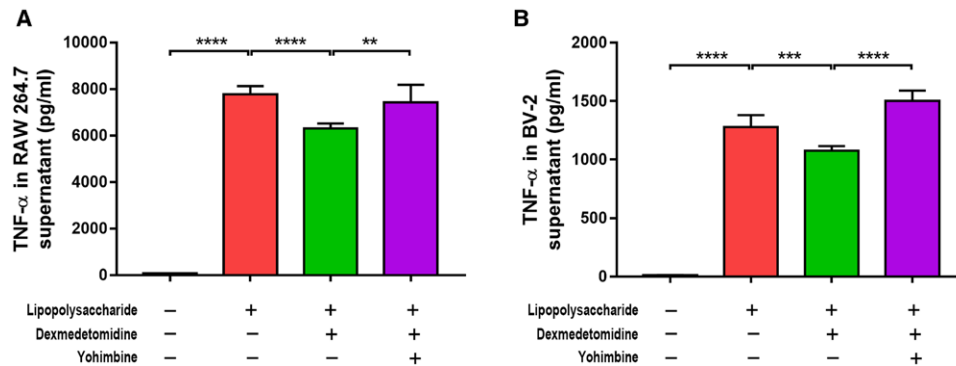 A
TNF-α in RAW 264.7
supernatant (pg/ml)
10000
8000
6000
4000
2000
0
**** **** **
Lipopolysaccharide − + + +
Dexmedetomidine − − + +
Yohimbine − − − +
B
TNF-α in BV-2
supernatant (pg/ml)
2000
1500
1000
500
0
**** *** ****
Lipopolysaccharide − + + +
Dexmedetomidine − − + +
Yohimbine − − − +